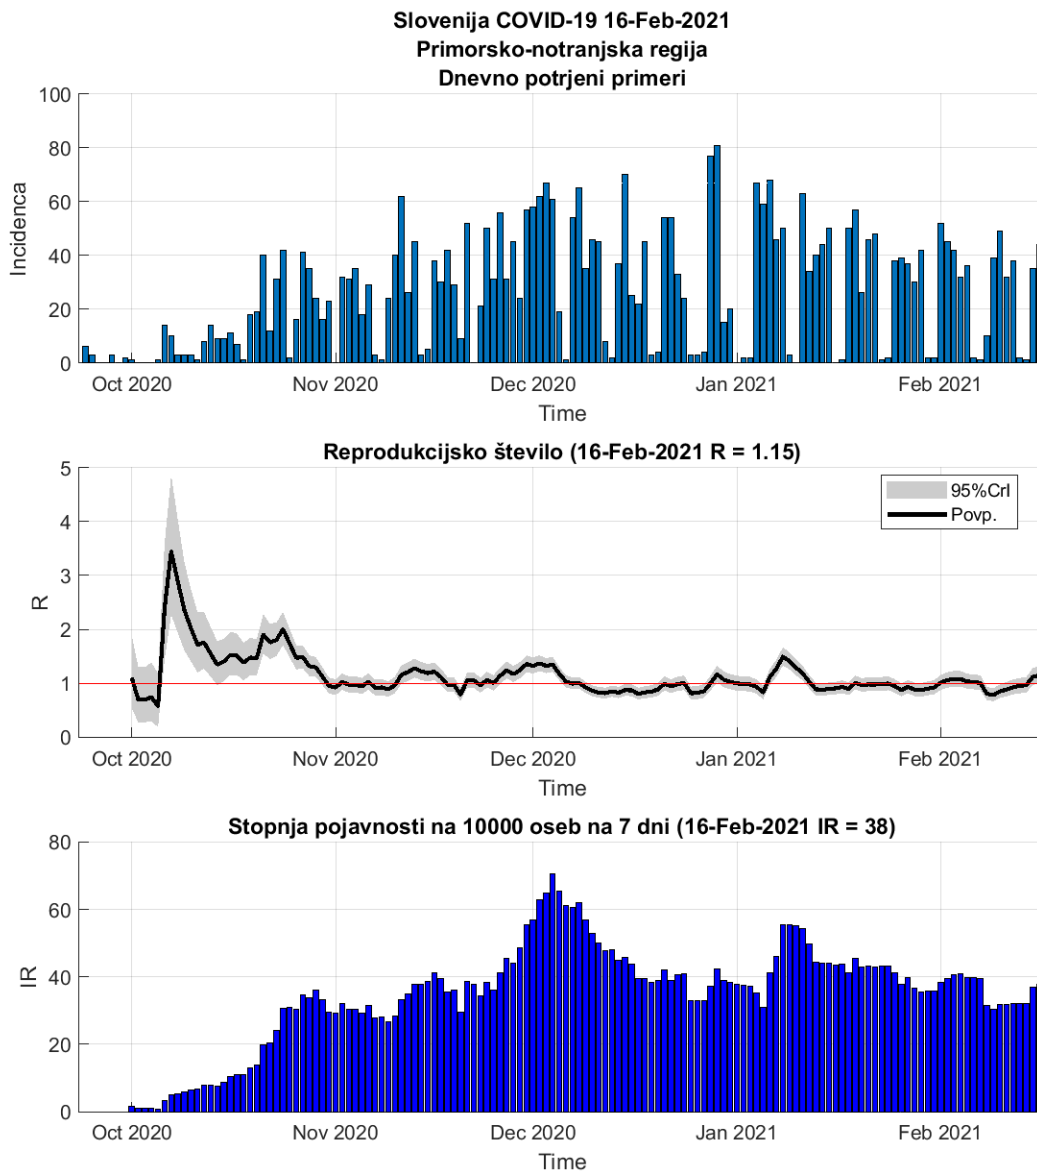 Slovenija COVID-19 16-Feb-2021
Primorsko-notranjska regija
Dnevno potrjeni primeri
100
80
60
40
20
0
Incidenca
Oct 2020 Nov 2020 Dec 2020 Jan 2021 Feb 2021
Time
Reprodukcijsko število (16-Feb-2021 R = 1.15)
5
4
3
2
1
0
R
95%CrI
Povp.
Oct 2020 Nov 2020 Dec 2020 Jan 2021 Feb 2021
Time
Stopnja pojavnosti na 10000 oseb na 7 dni (16-Feb-2021 IR = 38)
80
60
40
20
0
IR
Oct 2020 Nov 2020 Dec 2020 Jan 2021 Feb 2021
Time